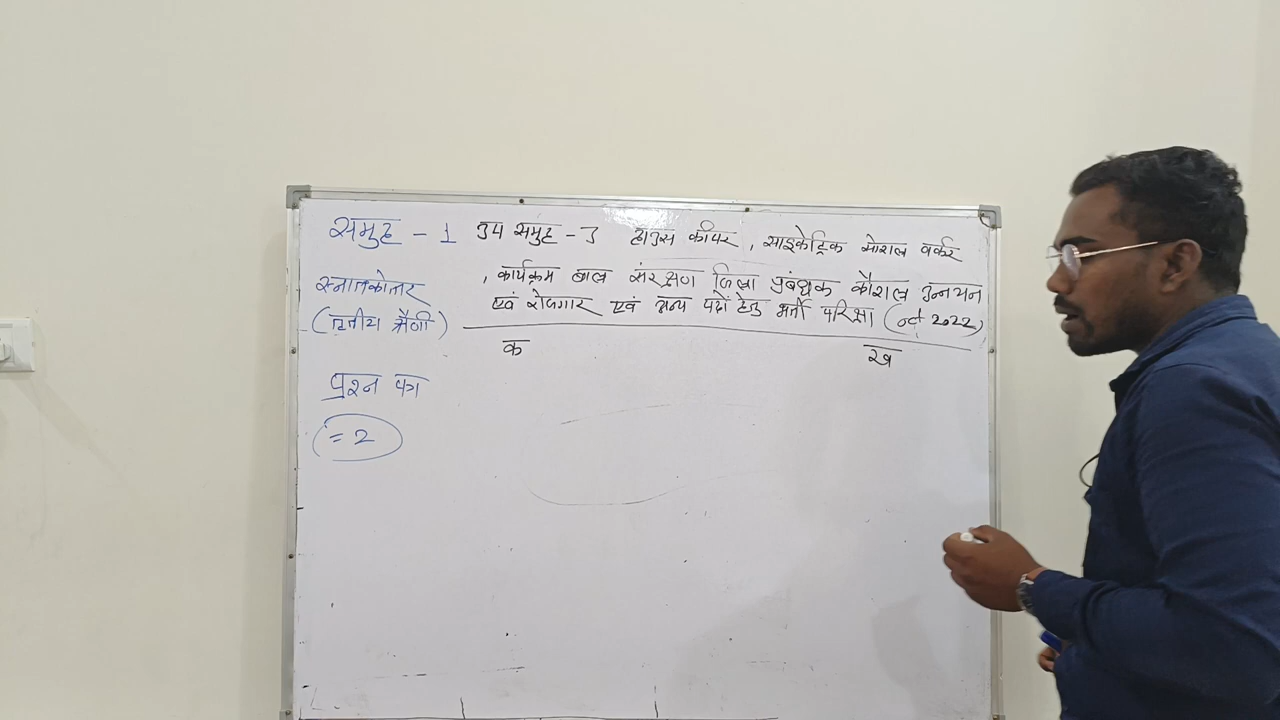 समुह - 1 उप समुह - 3 हाउस कीपर, साइकेट्रिक सोशल वर्कर
, कार्यक्रम बाल संरक्षण जिला प्रबंधक कौशल उन्नयन
एवं रोजगार एवं अन्य पदों हेतु भर्ती परिक्षा (वर्ष 2022)
स्नातकोत्तर
(द्वितीय श्रेणी)
क ख
प्रश्न पत्र
= 2